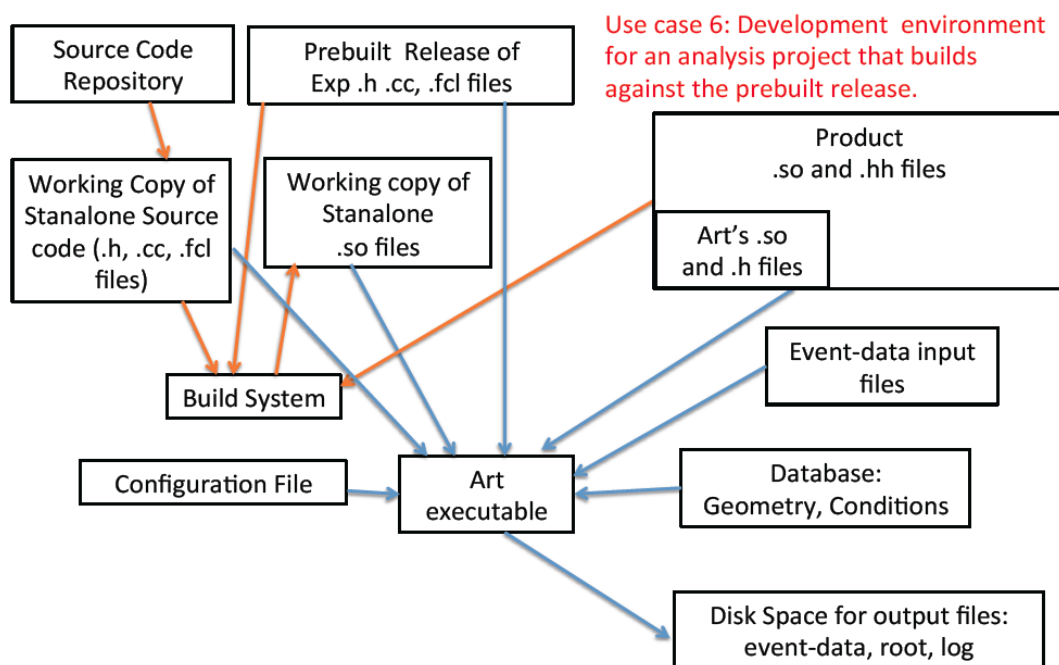 Source Code
Repository
Prebuilt Release of
Exp .h .cc, .fcl files
Use case 6: Development environment
for an analysis project that builds
against the prebuilt release.
Working Copy of
Stanalone Source
code (.h, .cc, .fcl
files)
Working copy of
Stanalone
.so files
Product
.so and .hh files
Art's .so
and .h files
Build System
Event-data input
files
Configuration File
Art
executable
Database:
Geometry, Conditions
Disk Space for output files:
event-data, root, log